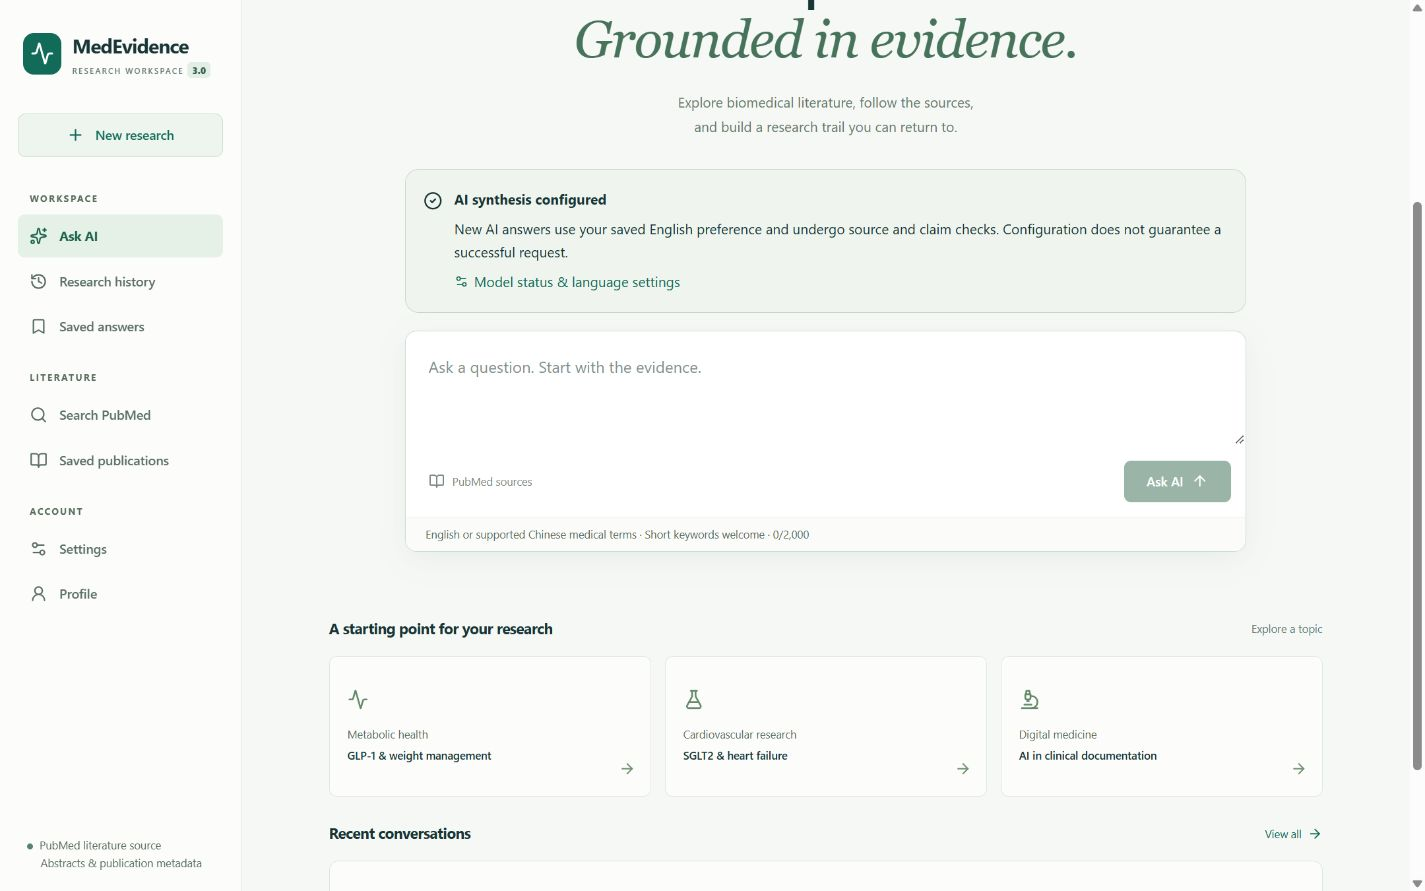 MedEvidence
RESEARCH WORKSPACE 3.0
New research
WORKSPACE
Ask AI
Research history
Saved answers
LITERATURE
Search PubMed
Saved publications
ACCOUNT
Settings
Profile
PubMed literature source
Abstracts & publication metadata
Grounded in evidence.
Explore biomedical literature, follow the sources,
and build a research trail you can return to.
AI synthesis configured
New AI answers use your saved English preference and undergo source and claim checks. Configuration does not guarantee a
successful request.
Model status & language settings
Ask a question. Start with the evidence.
PubMed sources
Ask AI
English or supported Chinese medical terms · Short keywords welcome · 0/2,000
A starting point for your research
Explore a topic
Metabolic health
GLP-1 & weight management
Cardiovascular research
SGLT2 & heart failure
Digital medicine
AI in clinical documentation
Recent conversations
View all